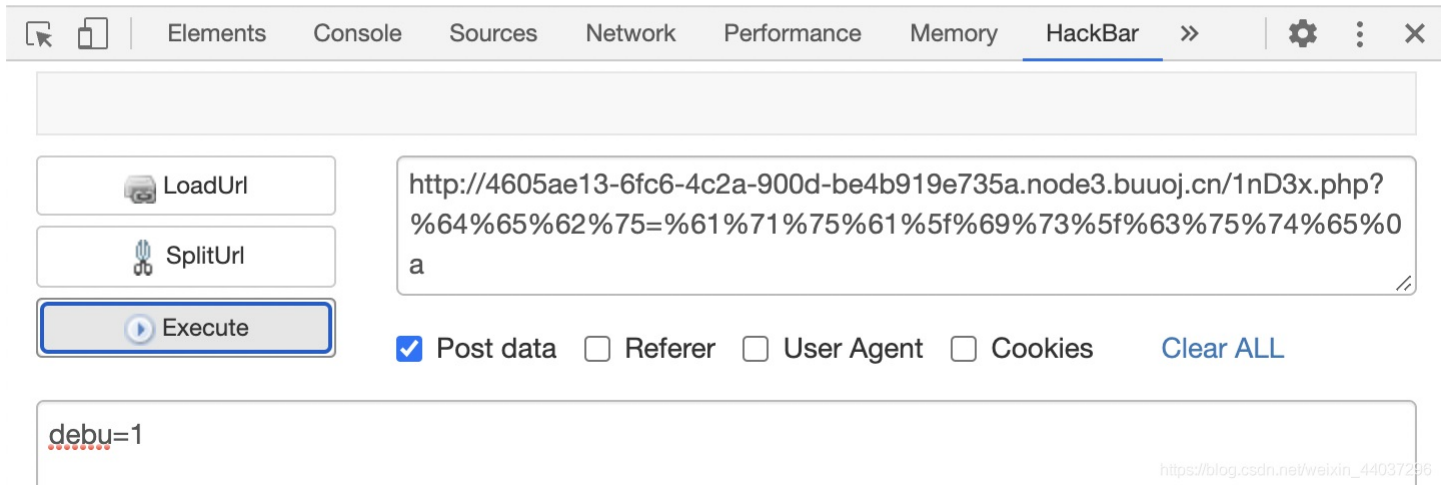 Elements Console Sources Network Performance Memory HackBar »
LoadUrl
SplitUrl
Execute
http://4605ae13-6fc6-4c2a-900d-be4b919e735a.node3.buuoj.cn/1nD3x.php?
%64%65%62%75=%61%71%75%61%5f%69%73%5f%63%75%74%65%0
a
Post data Referer User Agent Cookies Clear ALL
debu=1
https://blog.csdn.net/weixin_44037296